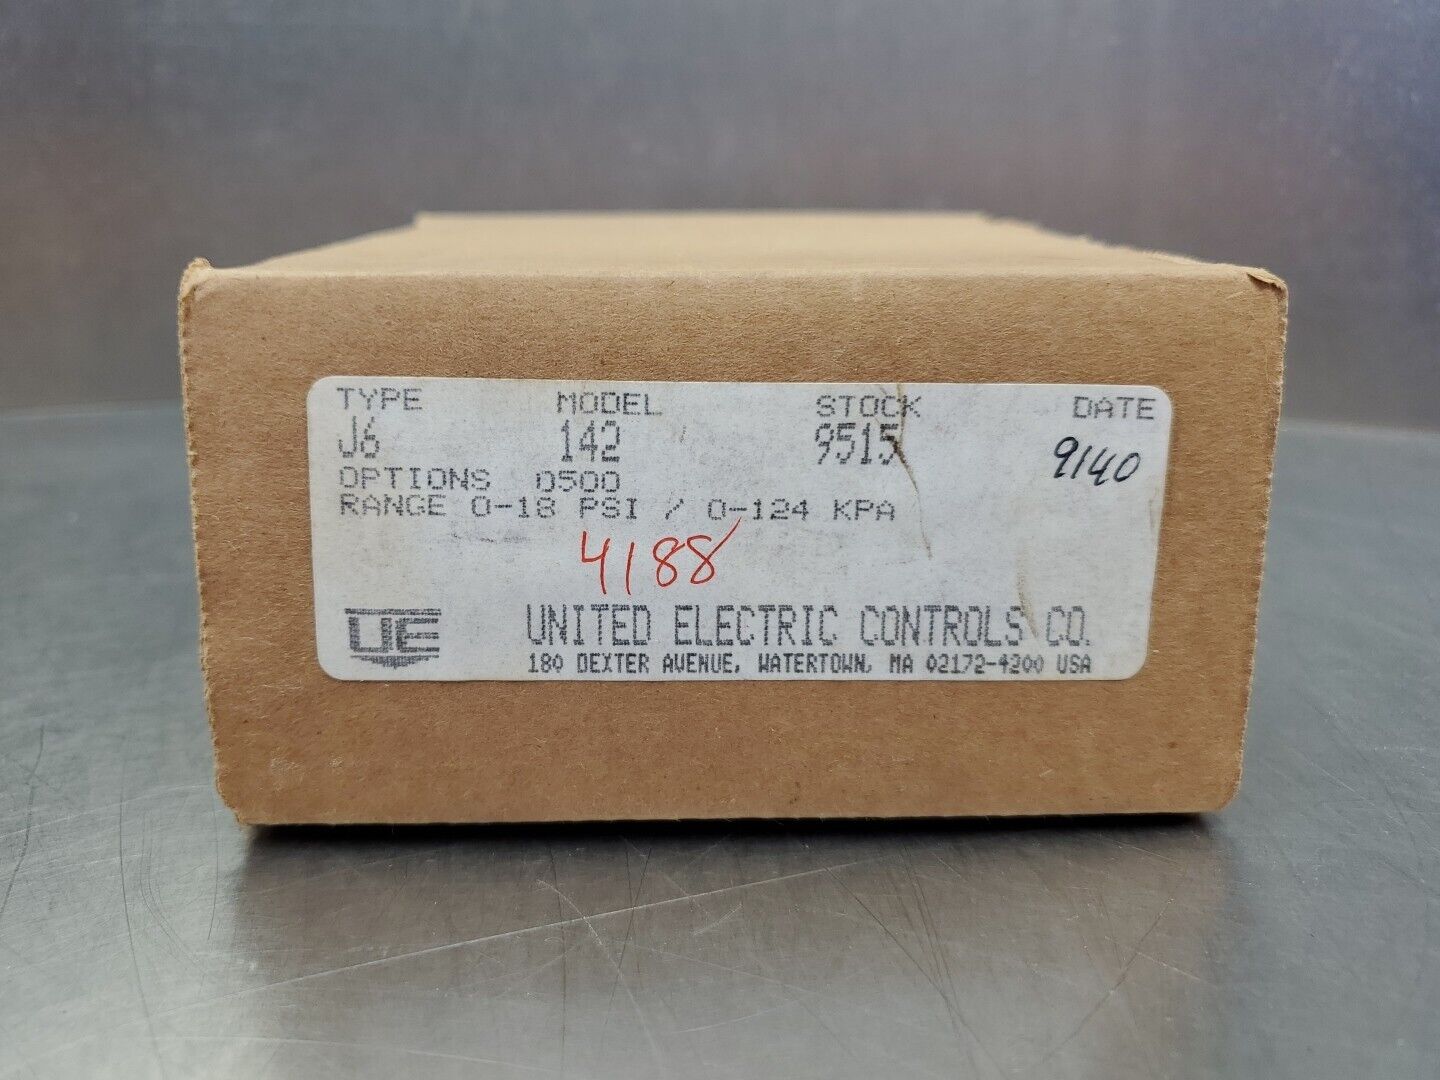 TYPE MODEL STOCK DATE
J6 142 9515 9140
OPTIONS 0500
RANGE 0-18 PSI / 0-124 KPA
4188
UE UNITED ELECTRIC CONTROLS CO.
180 DEXTER AVENUE, WATERTOWN, MA 02172-4200 USA